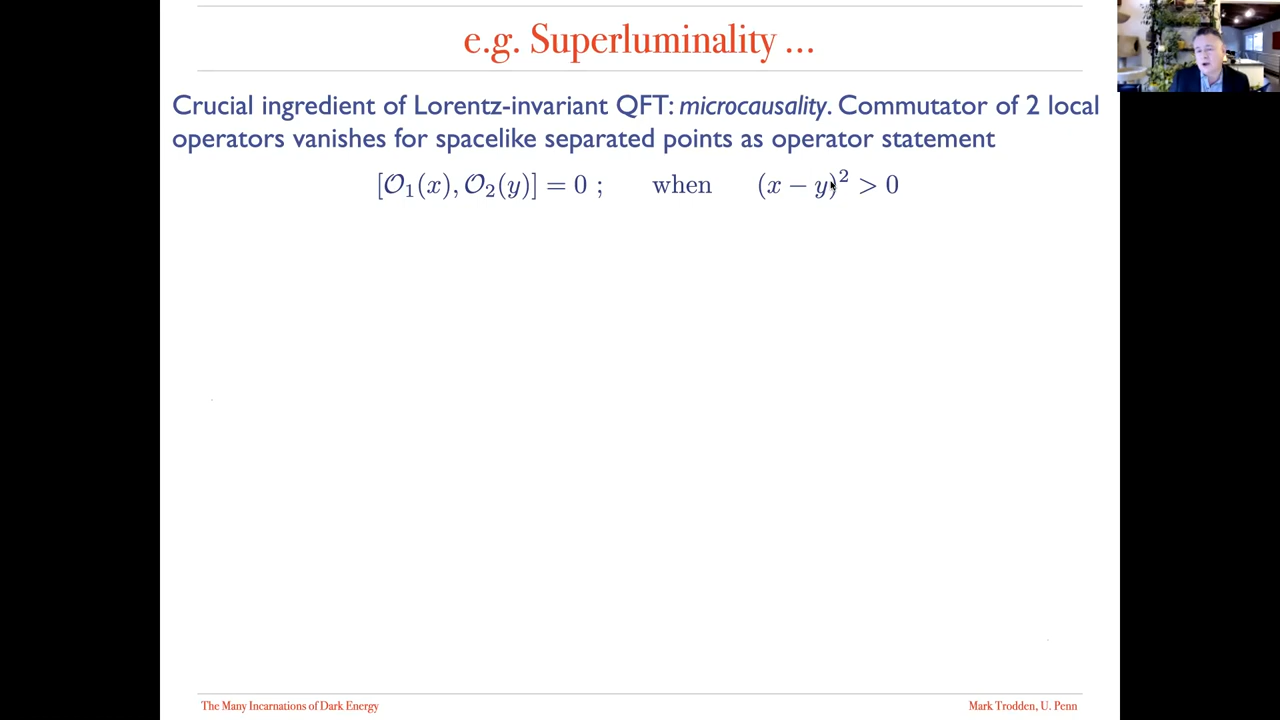 e.g. Superluminality ...
Crucial ingredient of Lorentz-invariant QFT: microcausality. Commutator of 2 local
operators vanishes for spacelike separated points as operator statement
[𝒪₁(x), 𝒪₂(y)] = 0 ; when (x − y)² > 0
The Many Incarnations of Dark Energy
Mark Trodden, U. Penn